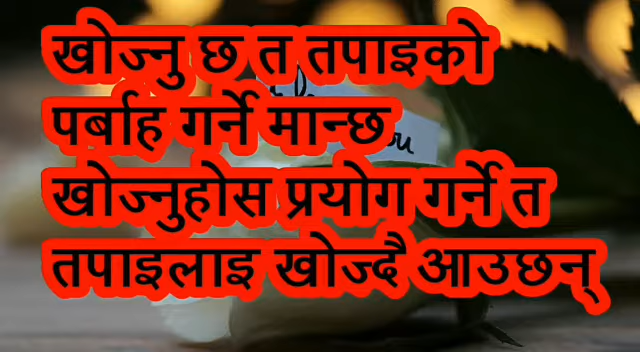 खोज्नु छ त तपाइको
पर्बाह गर्ने मान्छ
खोज्नुहोस प्रयोग गर्ने त
तपाइलाइ खोज्दै आउछन्